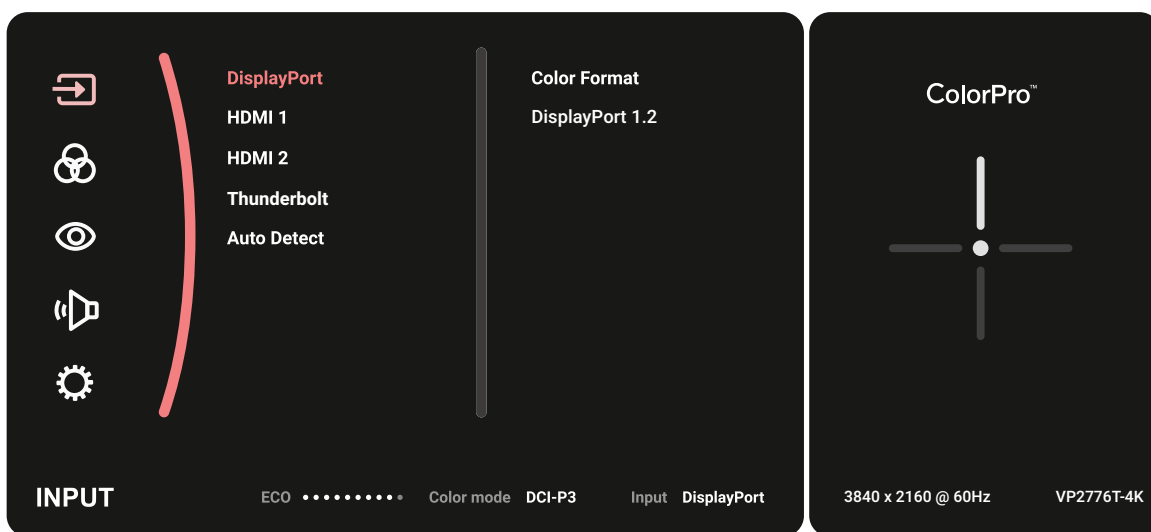 DisplayPort
HDMI 1
HDMI 2
Thunderbolt
Auto Detect
Color Format
DisplayPort 1.2
INPUT
ECO
Color mode DCI-P3
Input DisplayPort
ColorPro™
3840 x 2160 @ 60Hz
VP2776T-4K